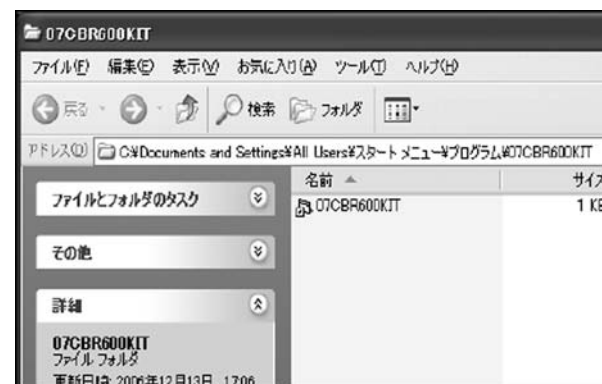 07CBR600KIT
ファイル(F) 編集(E) 表示(V) お気に入り(A) ツール(T) ヘルプ(H)
戻る 検索 フォルダ
アドレス(D) C:¥Documents and Settings¥All Users¥スタート メニュー¥プログラム¥07CBR600KIT
名前 サイズ
ファイルとフォルダのタスク
07CBR600KIT 1 KB
その他
詳細
07CBR600KIT
ファイル フォルダ
更新日時: 2006年12月13日、17:06